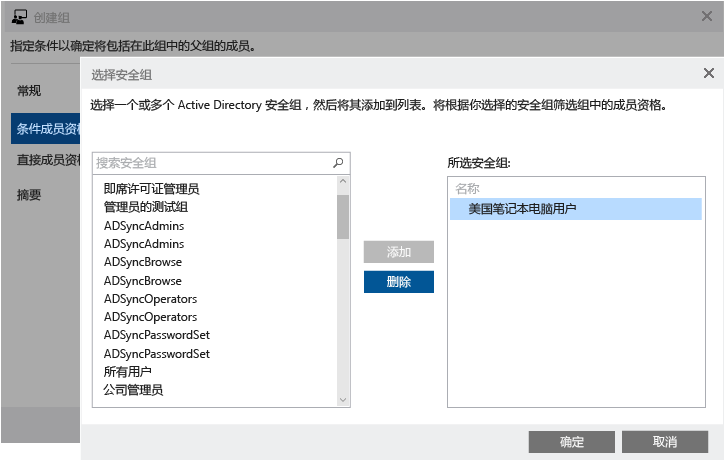 创建组
指定条件以确定将包括在此组中的父组的成员。
选择安全组
常规
选择一个或多个 Active Directory 安全组，然后将其添加到列表。将根据你选择的安全组筛选组中的成员资格。
条件成员资格
直接成员资格
摘要
搜索安全组
所选安全组:
即席许可证管理员
管理员的测试组
ADSyncAdmins
ADSyncAdmins
ADSyncBrowse
ADSyncBrowse
ADSyncOperators
ADSyncOperators
ADSyncPasswordSet
ADSyncPasswordSet
所有用户
公司管理员
添加
删除
名称
美国笔记本电脑用户
确定
取消